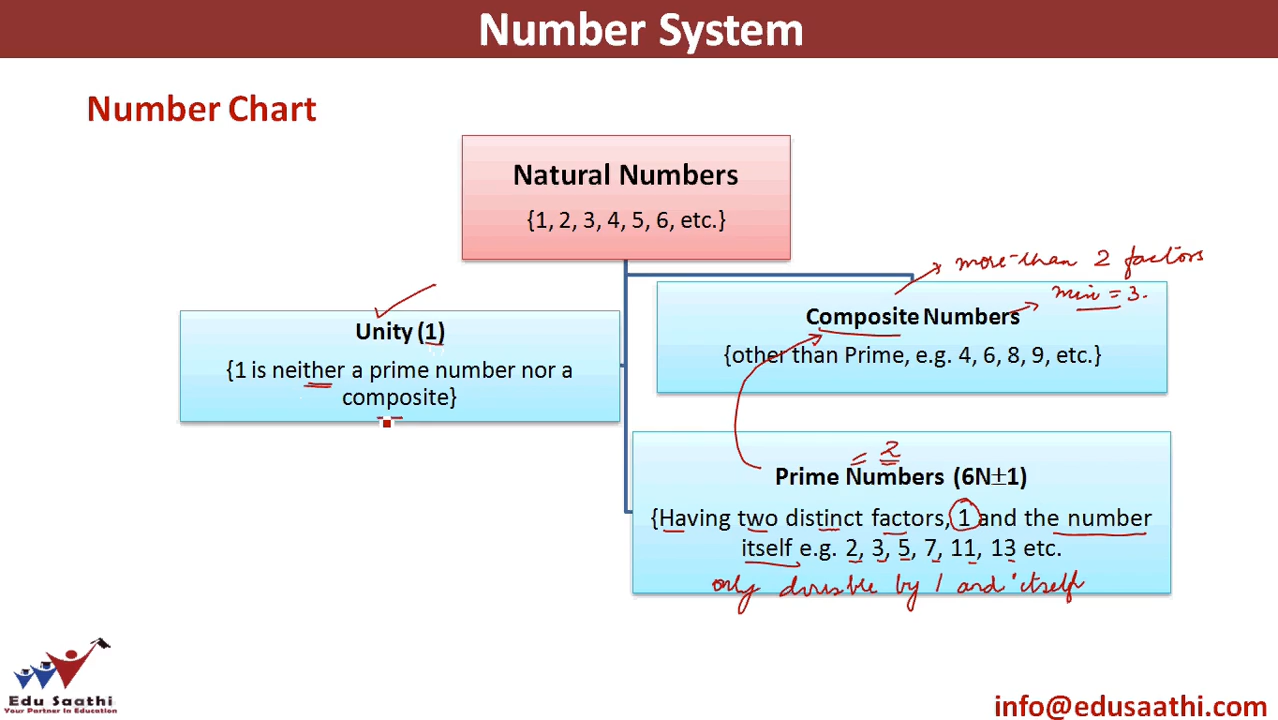 Number System
Number Chart
Natural Numbers
{1, 2, 3, 4, 5, 6, etc.}
more than 2 factors
min = 3.
Unity (1)
{1 is neither a prime number nor a
composite}
Composite Numbers
{other than Prime, e.g. 4, 6, 8, 9, etc.}
= 2
Prime Numbers (6N±1)
{Having two distinct factors, 1 and the number
itself e.g. 2, 3, 5, 7, 11, 13 etc.
only divisible by 1 and itself
Edu Saathi
Your Partner in Education
info@edusaathi.com